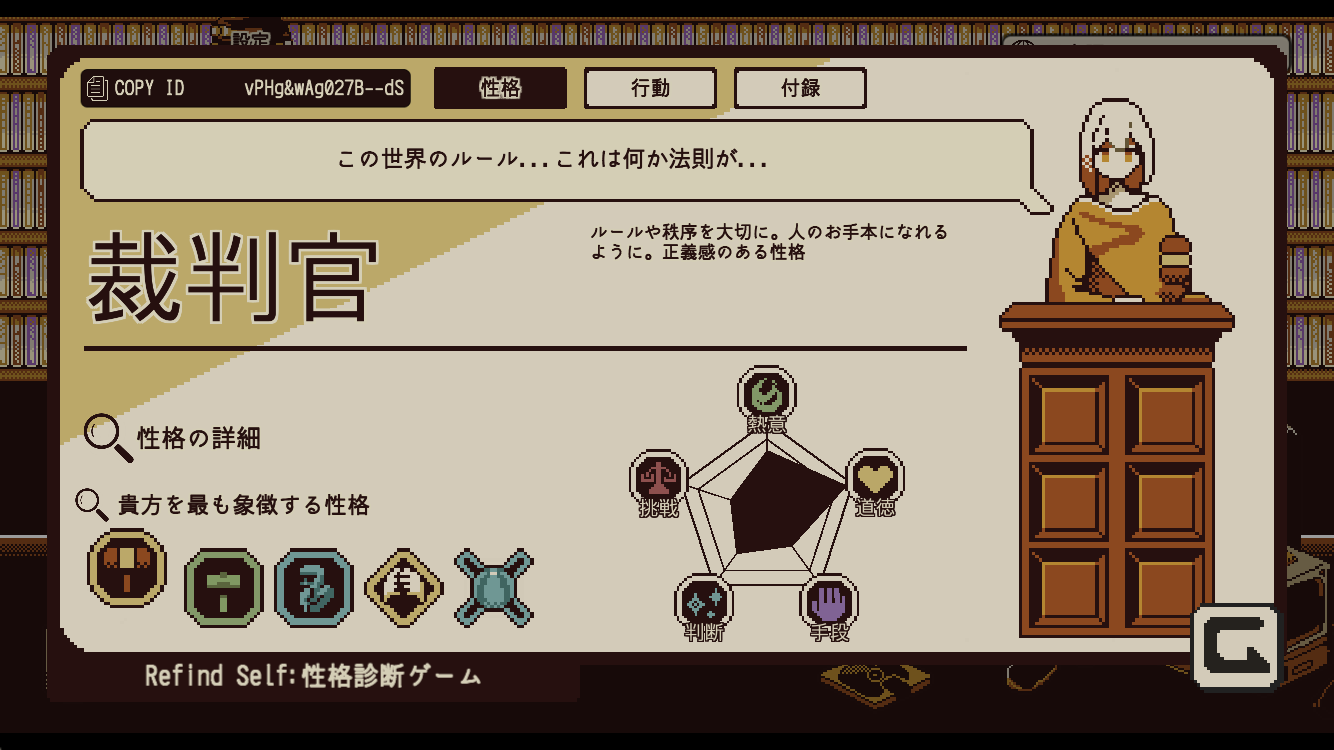 設定
COPY ID vPHg&wAg027B--dS 性格 行動 付録
この世界のルール...これは何か法則が...
裁判官
ルールや秩序を大切に。人のお手本になれる
ように。正義感のある性格
性格の詳細
貴方を最も象徴する性格
熱意
挑戦
道徳
判断
手段
Refind Self:性格診断ゲーム